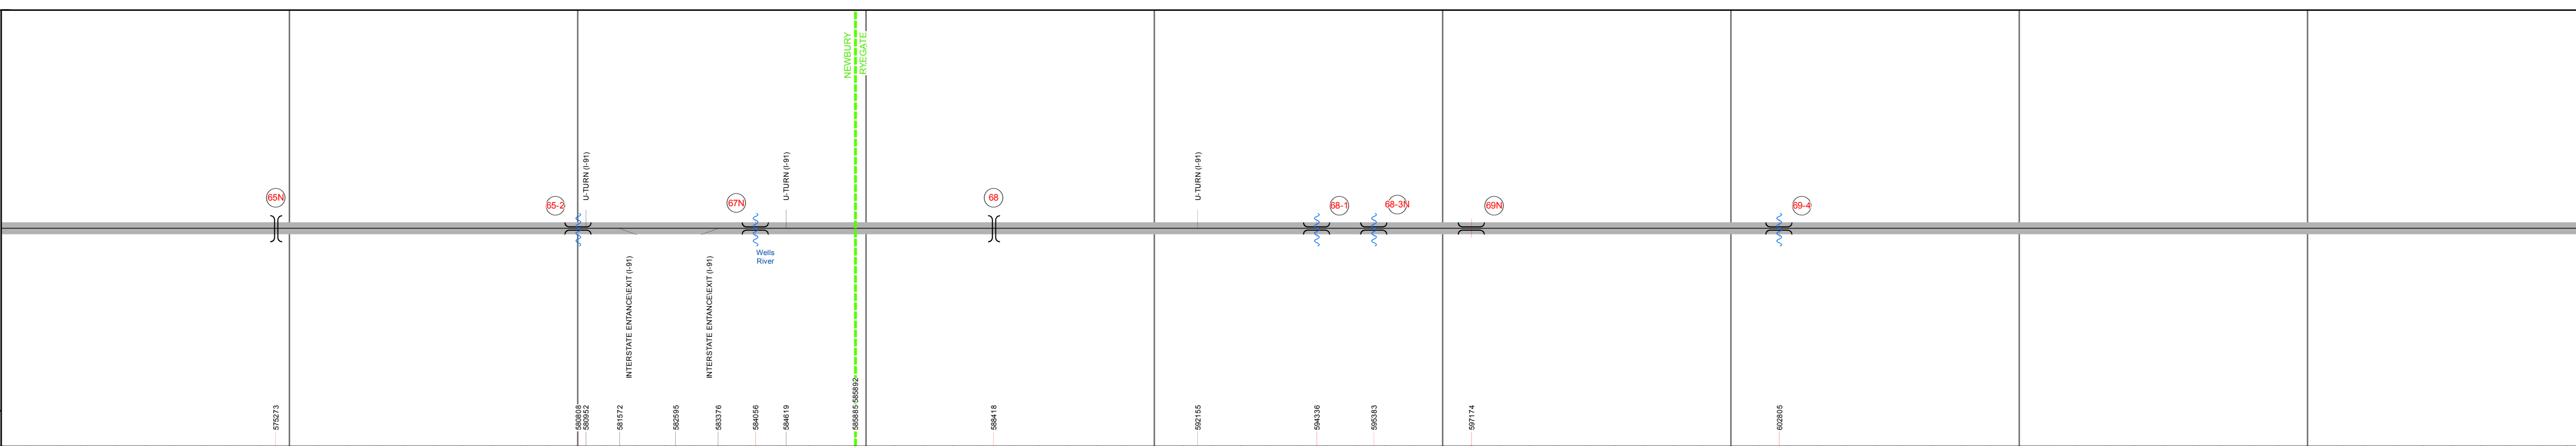 NEWBURY
RYEGATE
U-TURN (I-91)
U-TURN (I-91)
U-TURN (I-91)
65N
65-2
67N
68
68-1
68-3N
69N
69-4
Wells
River
INTERSTATE ENTANCE\EXIT (I-91)
INTERSTATE ENTANCE\EXIT (I-91)
575273
580808
580952
581572
582595
583376
584056
584619
585885 585892
588418
592155
594336
595383
597174
602805